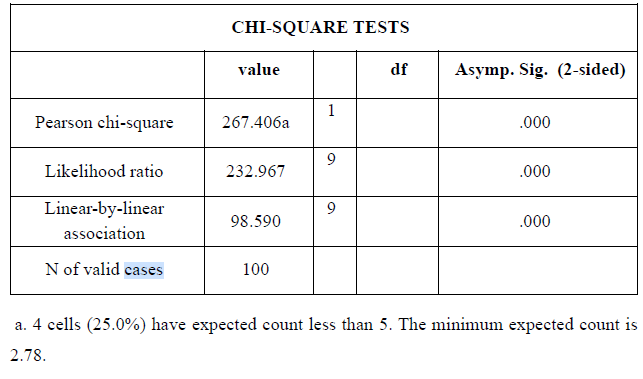 CHI-SQUARE TESTS
value df Asymp. Sig. (2-sided)
Pearson chi-square 267.406a 1 .000
Likelihood ratio 232.967 9 .000
Linear-by-linear
association 98.590 9 .000
N of valid cases 100
a. 4 cells (25.0%) have expected count less than 5. The minimum expected count is
2.78.